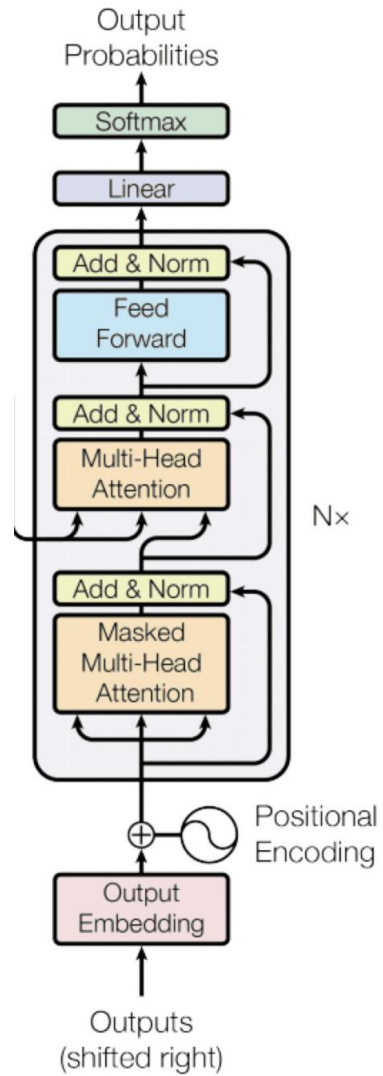 Output
Probabilities
Softmax
Linear
Add & Norm
Feed
Forward
Add & Norm
Multi-Head
Attention
N×
Add & Norm
Masked
Multi-Head
Attention
Positional
Encoding
Output
Embedding
Outputs
(shifted right)